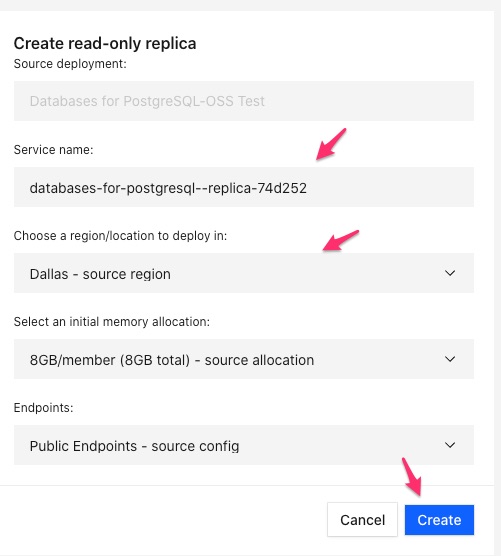 Create read-only replica
Source deployment:
Databases for PostgreSQL-OSS Test
Service name:
databases-for-postgresql--replica-74d252
Choose a region/location to deploy in:
Dallas - source region
Select an initial memory allocation:
8GB/member (8GB total) - source allocation
Endpoints:
Public Endpoints - source config
Cancel Create